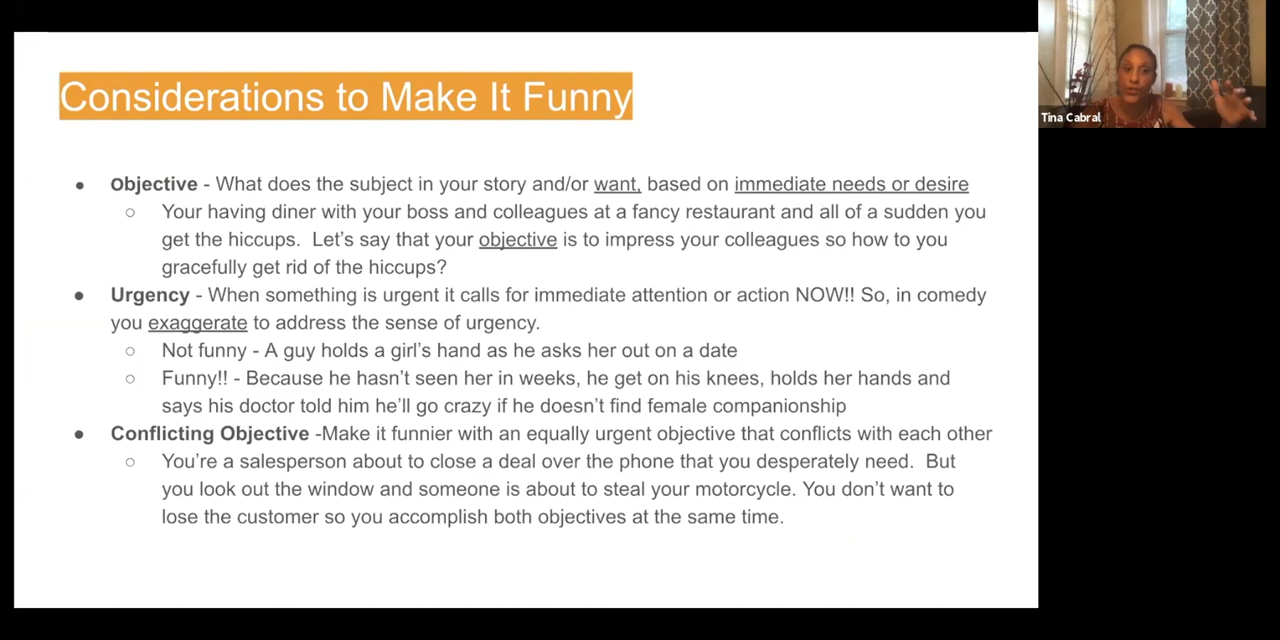 Considerations to Make It Funny
Tina Cabral
● Objective - What does the subject in your story and/or want, based on immediate needs or desire
○ Your having diner with your boss and colleagues at a fancy restaurant and all of a sudden you
get the hiccups.  Let's say that your objective is to impress your colleagues so how to you
gracefully get rid of the hiccups?
● Urgency - When something is urgent it calls for immediate attention or action NOW!! So, in comedy
you exaggerate to address the sense of urgency.
○ Not funny - A guy holds a girl's hand as he asks her out on a date
○ Funny!! - Because he hasn't seen her in weeks, he get on his knees, holds her hands and
says his doctor told him he'll go crazy if he doesn't find female companionship
● Conflicting Objective -Make it funnier with an equally urgent objective that conflicts with each other
○ You're a salesperson about to close a deal over the phone that you desperately need.  But
you look out the window and someone is about to steal your motorcycle. You don't want to
lose the customer so you accomplish both objectives at the same time.